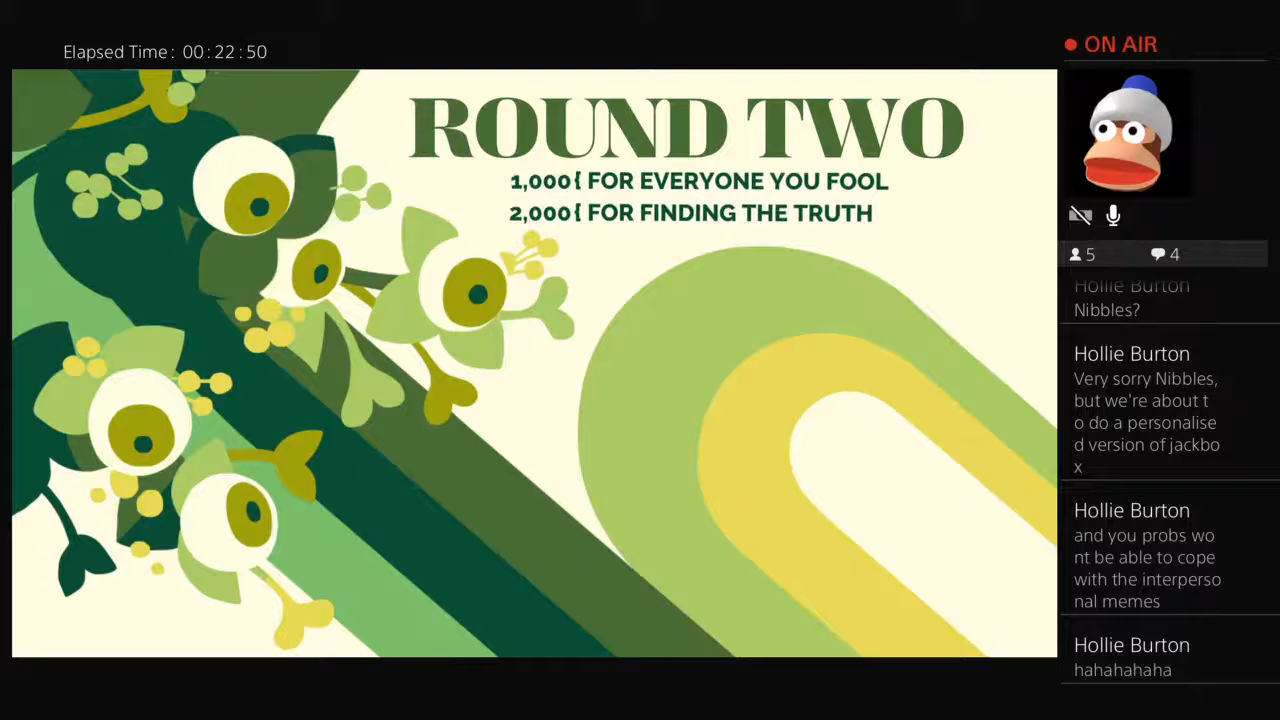 Elapsed Time: 00:22:50
ON AIR
ROUND TWO
1,000{ FOR EVERYONE YOU FOOL
2,000{ FOR FINDING THE TRUTH
5
4
Hollie Burton
Nibbles?
Hollie Burton
Very sorry Nibbles,
but we're about t
o do a personalise
d version of jackbo
x
Hollie Burton
and you probs wo
nt be able to cope
with the interperso
nal memes
Hollie Burton
hahahahaha